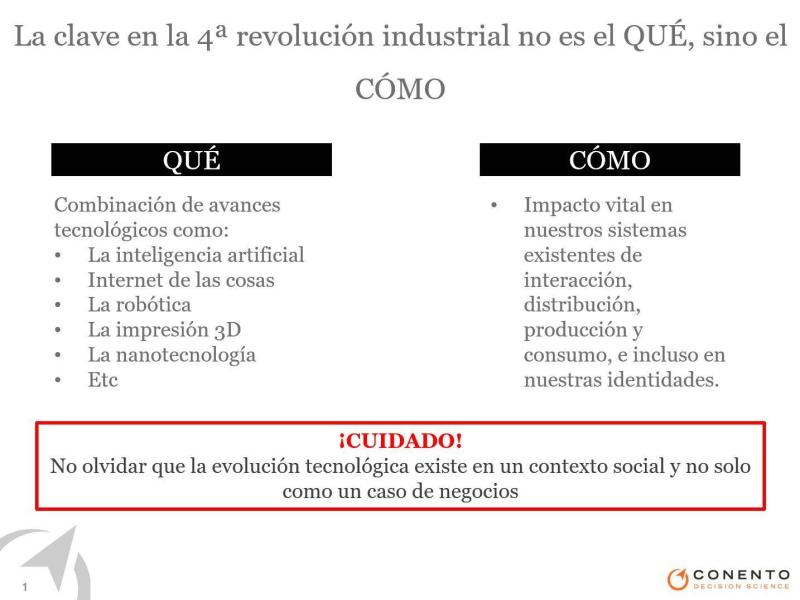 La clave en la 4ª revolución industrial no es el QUÉ, sino el
CÓMO
QUÉ
Combinación de avances
tecnológicos como:
• La inteligencia artificial
• Internet de las cosas
• La robótica
• La impresión 3D
• La nanotecnología
• Etc
CÓMO
• Impacto vital en
nuestros sistemas
existentes de
interacción,
distribución,
producción y
consumo, e incluso en
nuestras identidades.
¡CUIDADO!
No olvidar que la evolución tecnológica existe en un contexto social y no solo
como un caso de negocios
1
CONENTO
DECISION SCIENCE